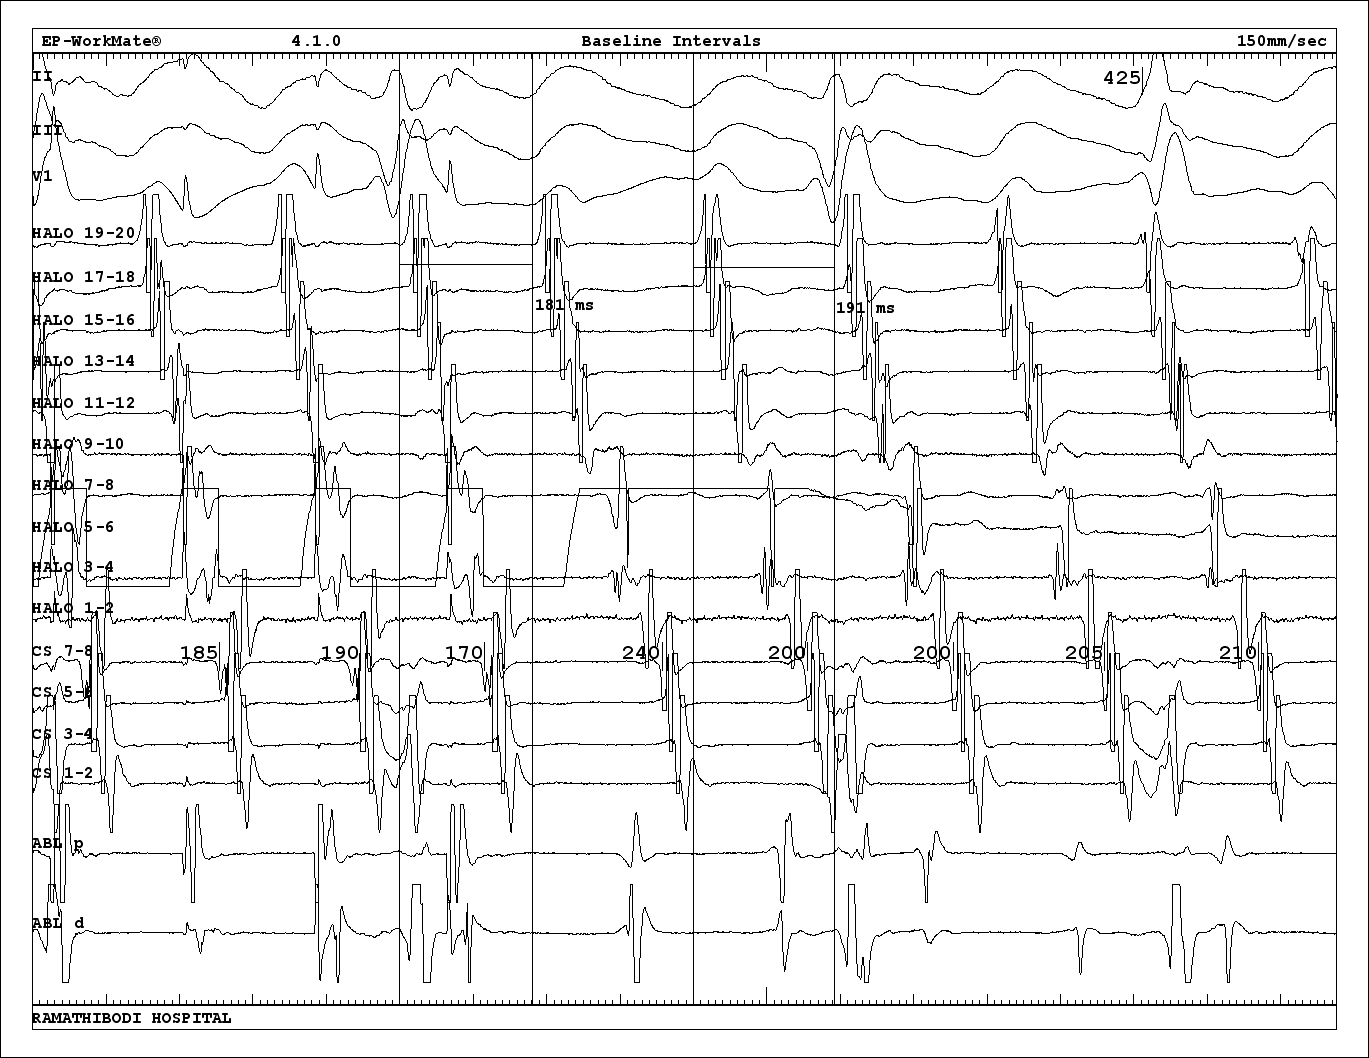 EP-WorkMate® 4.1.0 Baseline Intervals 150mm/sec
II
425
III
V1
HALO 19-20
HALO 17-18
181 ms
191 ms
HALO 15-16
HALO 13-14
HALO 11-12
HALO 9-10
HALO 7-8
HALO 5-6
HALO 3-4
HALO 1-2
CS 7-8 185 190 170 240 200 200 205 210
CS 5-6
CS 3-4
CS 1-2
ABL p
ABL d
RAMATHIBODI HOSPITAL